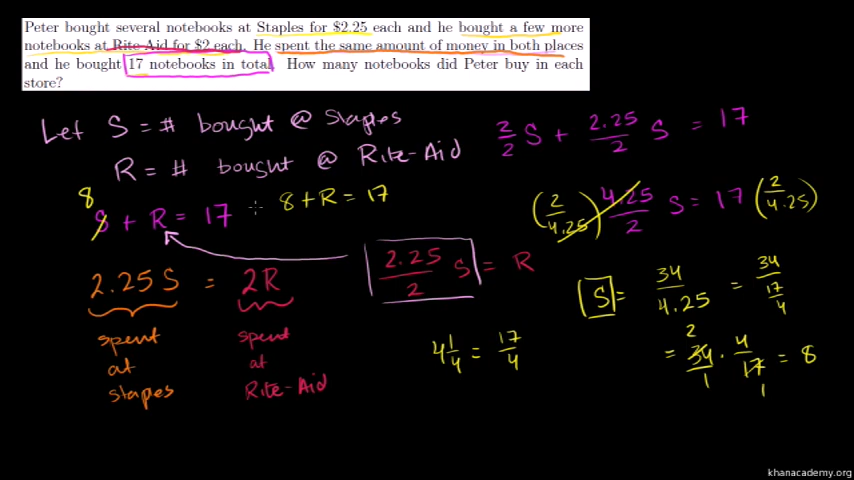 Peter bought several notebooks at Staples for $2.25 each and he bought a few more
notebooks at Rite-Aid for $2 each. He spent the same amount of money in both places
and he bought 17 notebooks in total. How many notebooks did Peter buy in each
store?
Let S = # bought @ Staples
R = # bought @ Rite-Aid
2/2 S + 2.25/2 S = 17
8
S + R = 17
8 + R = 17
(2/4.25) 4.25/2 S = 17 (2/4.25)
2.25 S = 2R
2.25/2 S = R
S = 34/4.25 = 34/(17/4)
spent at stapes
spent at Rite-Aid
4 1/4 = 17/4
2
= 34/1 · 4/17 = 8
1
khanacademy.org